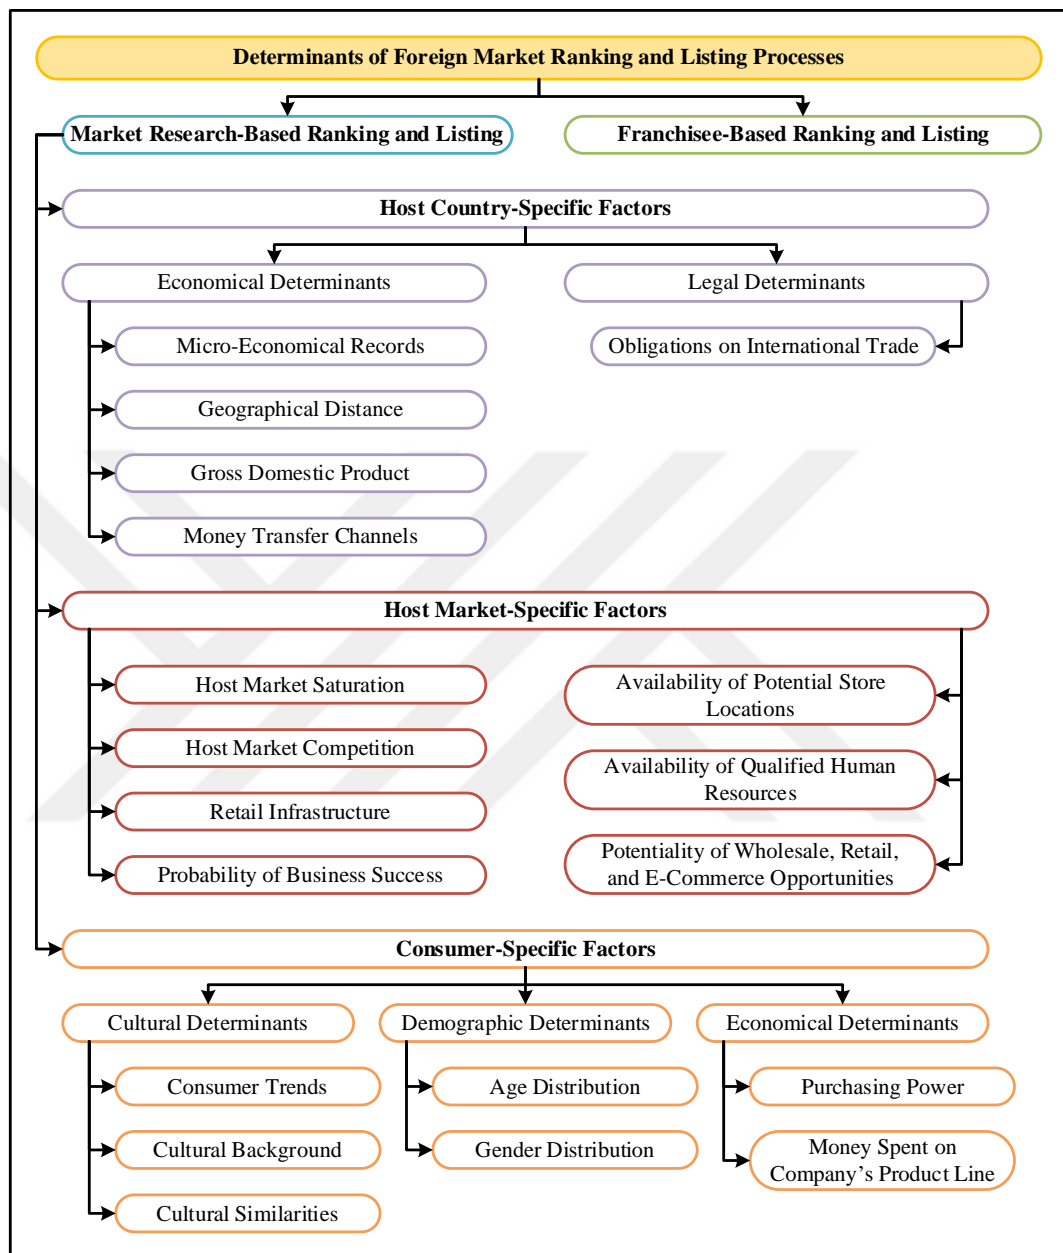 Determinants of Foreign Market Ranking and Listing Processes
Market Research-Based Ranking and Listing
Franchisee-Based Ranking and Listing
Host Country-Specific Factors
Economical Determinants
Legal Determinants
Micro-Economical Records
Obligations on International Trade
Geographical Distance
Gross Domestic Product
Money Transfer Channels
Host Market-Specific Factors
Host Market Saturation
Host Market Competition
Retail Infrastructure
Probability of Business Success
Availability of Potential Store
Locations
Availability of Qualified Human
Resources
Potentiality of Wholesale, Retail,
and E-Commerce Opportunities
Consumer-Specific Factors
Cultural Determinants
Demographic Determinants
Economical Determinants
Consumer Trends
Cultural Background
Cultural Similarities
Age Distribution
Gender Distribution
Purchasing Power
Money Spent on
Company’s Product Line